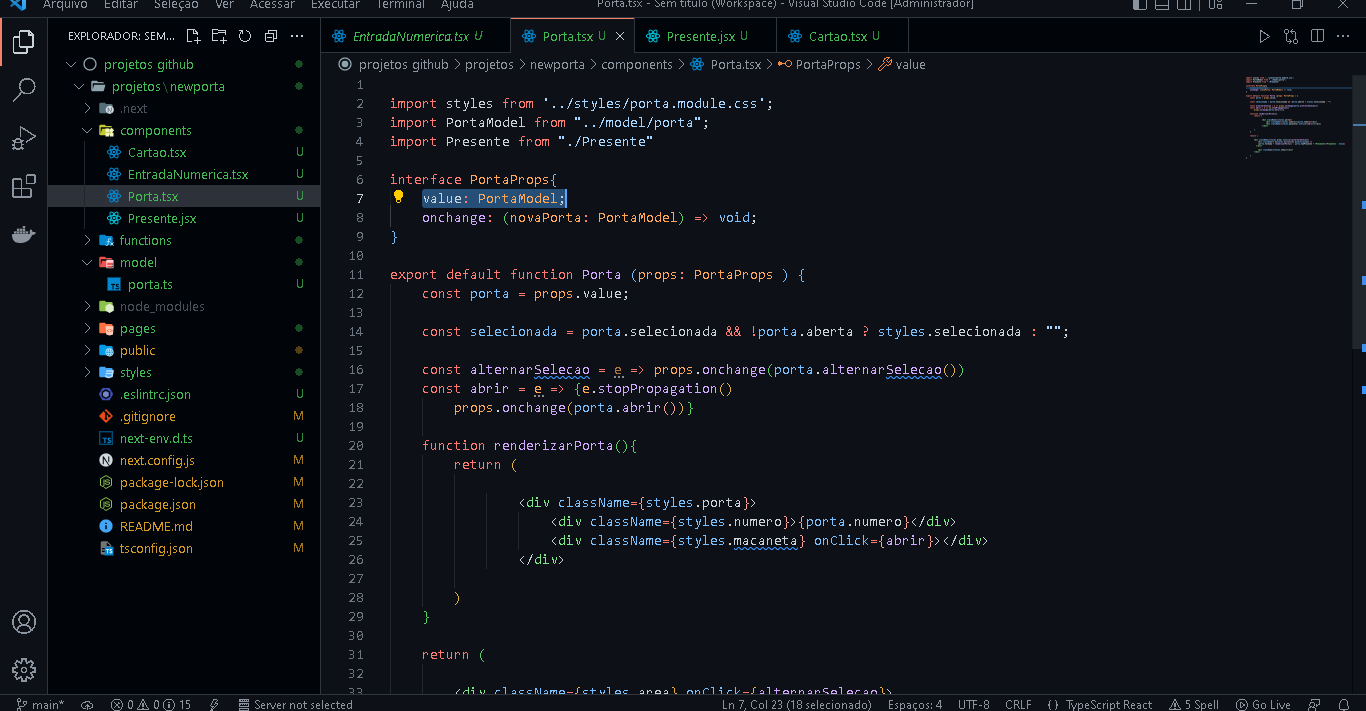 Arquivo Editar Seleção Ver Acessar Executar Terminal Ajuda Porta.tsx - Sem título (Workspace) - Visual Studio Code [Administrador]
EXPLORADOR: SEM...
projetos github
projetos\newporta
.next
components
Cartao.tsx U
EntradaNumerica.tsx U
Porta.tsx U
Presente.jsx U
functions
model
porta.ts U
node_modules
pages
public
styles
.eslintrc.json U
.gitignore M
next-env.d.ts U
next.config.js M
package-lock.json M
package.json M
README.md M
tsconfig.json M
EntradaNumerica.tsx U Porta.tsx U Presente.jsx U Cartao.tsx U
projetos github > projetos > newporta > components > Porta.tsx > PortaProps > value
1
2 import styles from '../styles/porta.module.css';
3 import PortaModel from "../model/porta";
4 import Presente from "./Presente"
5
6 interface PortaProps{
7 value: PortaModel;
8 onchange: (novaPorta: PortaModel) => void;
9 }
10
11 export default function Porta (props: PortaProps ) {
12 const porta = props.value;
13
14 const selecionada = porta.selecionada && !porta.aberta ? styles.selecionada : "";
15
16 const alternarSelecao = e => props.onchange(porta.alternarSelecao())
17 const abrir = e => {e.stopPropagation()
18 props.onchange(porta.abrir())}
19
20 function renderizarPorta(){
21 return (
22
23 <div className={styles.porta}>
24 <div className={styles.numero}>{porta.numero}</div>
25 <div className={styles.macaneta} onClick={abrir}></div>
26 </div>
27
28 )
29 }
30
31 return (
32
33 <div className={styles.area} onClick={alternarSelecao}>
main* 0 0 15 Server not selected Ln 7, Col 23 (18 selecionado) Espaços: 4 UTF-8 CRLF { } TypeScript React 5 Spell Go Live